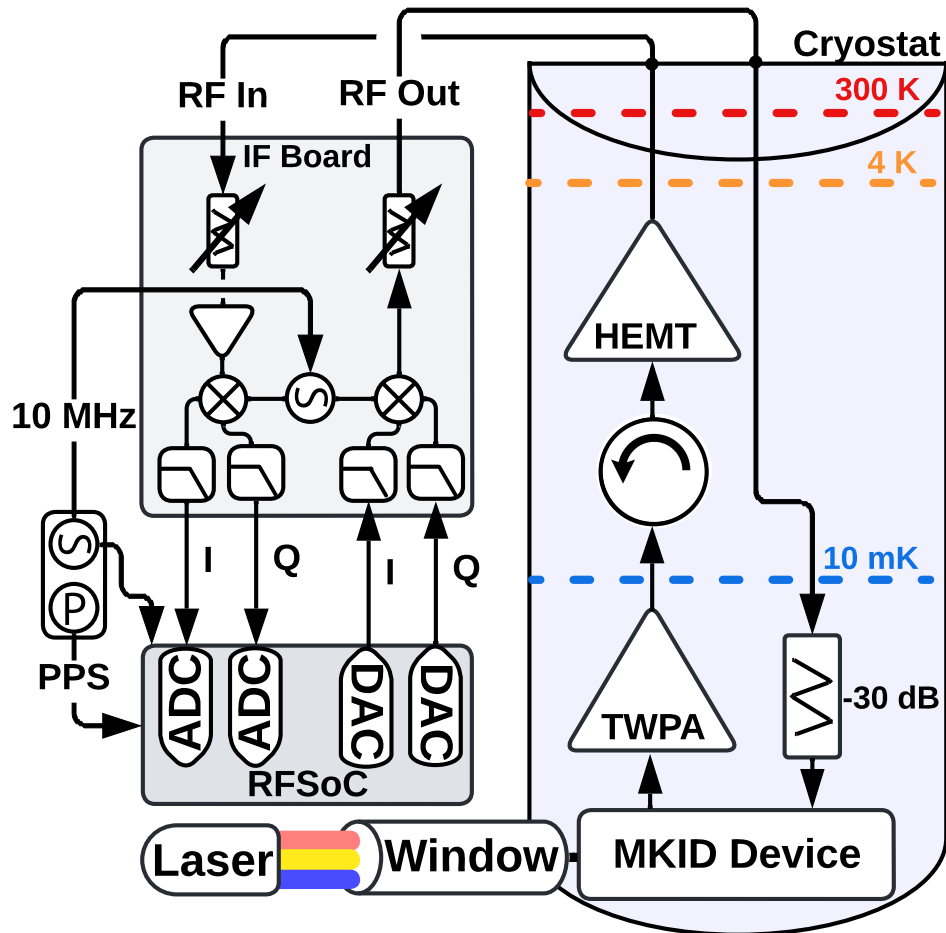 Cryostat
300 K
RF In
RF Out
IF Board
4 K
HEMT
10 MHz
I
Q
I
Q
10 mK
P
PPS
ADC
ADC
DAC
DAC
TWPA
-30 dB
RFSoC
Laser
Window
MKID Device